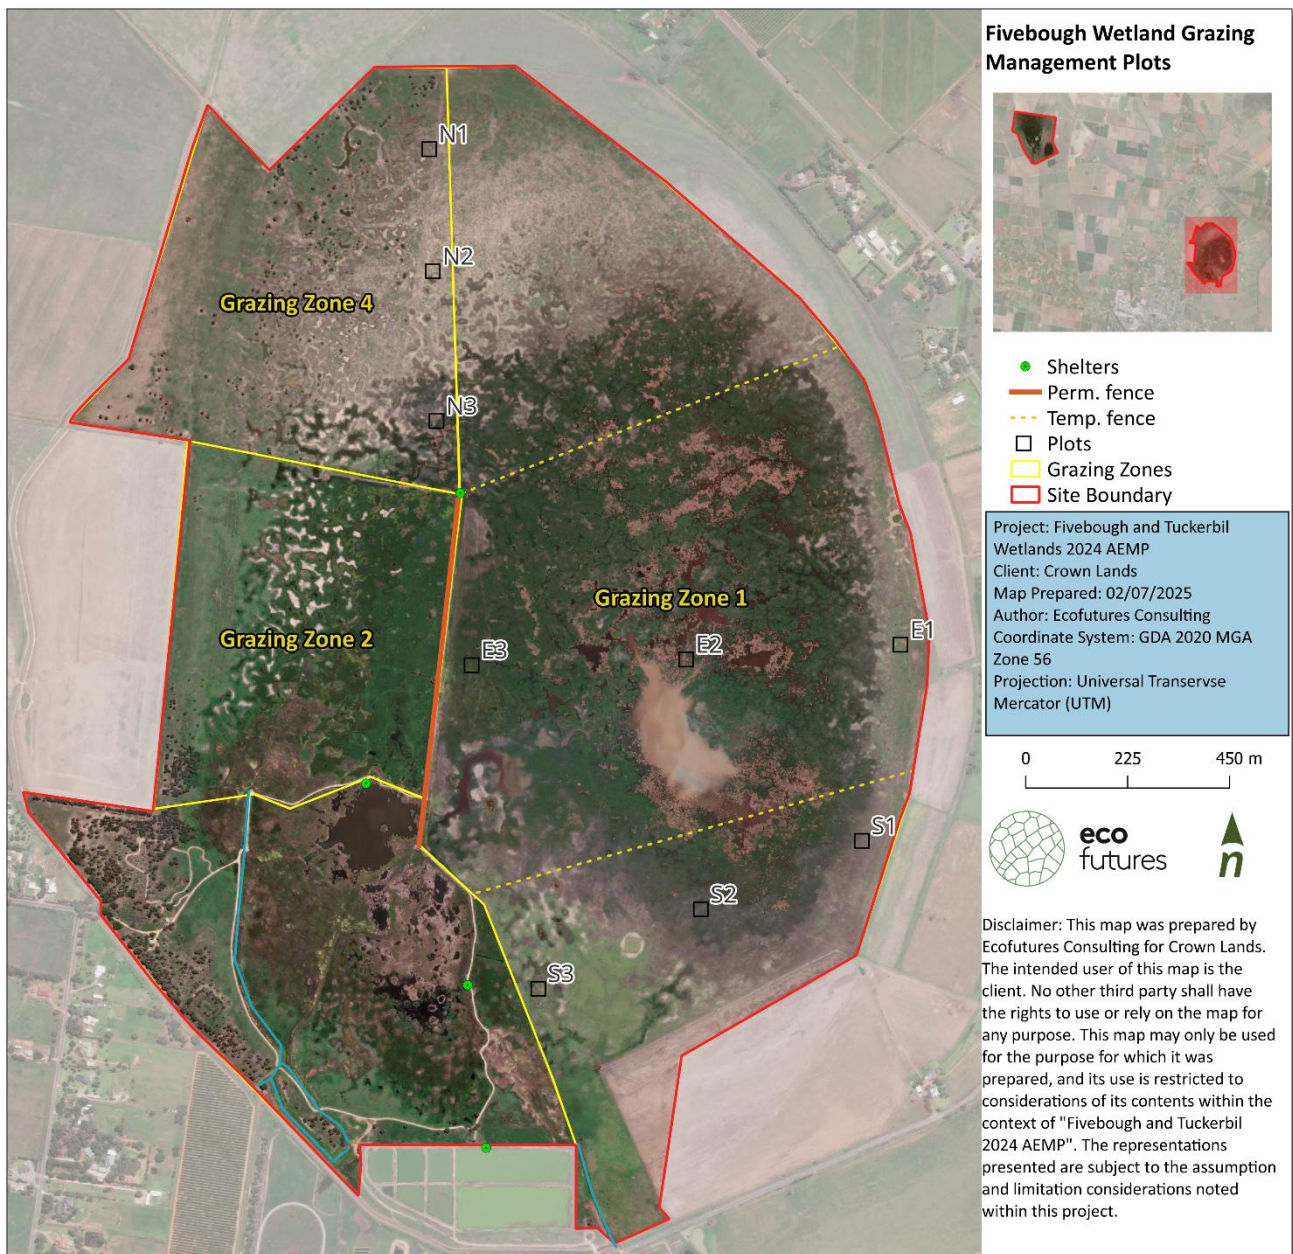 Fivebough Wetland Grazing
Management Plots
N1
N2
Grazing Zone 4
N3
Grazing Zone 1
Grazing Zone 2
E1
E2
E3
S1
S2
S3
Shelters
Perm. fence
Temp. fence
Plots
Grazing Zones
Site Boundary
Project: Fivebough and Tuckerbil
Wetlands 2024 AEMP
Client: Crown Lands
Map Prepared: 02/07/2025
Author: Ecofutures Consulting
Coordinate System: GDA 2020 MGA
Zone 56
Projection: Universal Transervse
Mercator (UTM)
0 225 450 m
eco
futures
n
Disclaimer: This map was prepared by
Ecofutures Consulting for Crown Lands.
The intended user of this map is the
client. No other third party shall have
the rights to use or rely on the map for
any purpose. This map may only be used
for the purpose for which it was
prepared, and its use is restricted to
considerations of its contents within the
context of "Fivebough and Tuckerbil
2024 AEMP". The representations
presented are subject to the assumption
and limitation considerations noted
within this project.